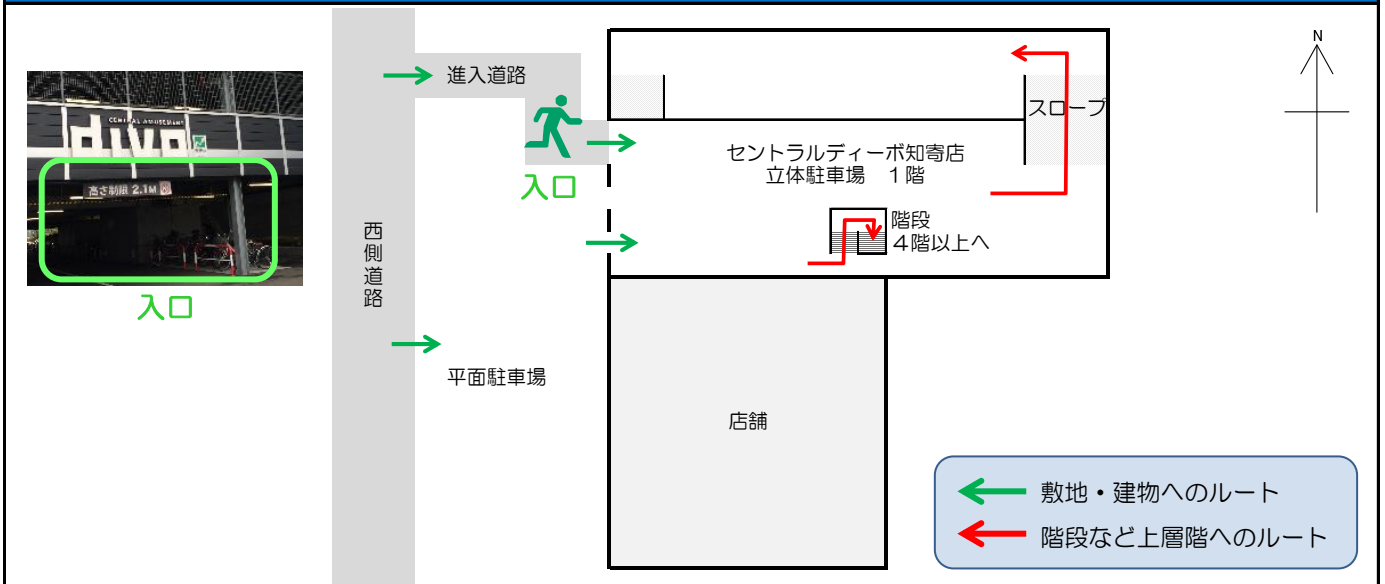 CENTRAL AMUSEMENT
divo
高さ制限 2.1M
入口
西側道路
進入道路
入口
平面駐車場
セントラルディーボ知寄店
立体駐車場 1階
スロープ
階段
4階以上へ
店舗
N
敷地・建物へのルート
階段など上層階へのルート